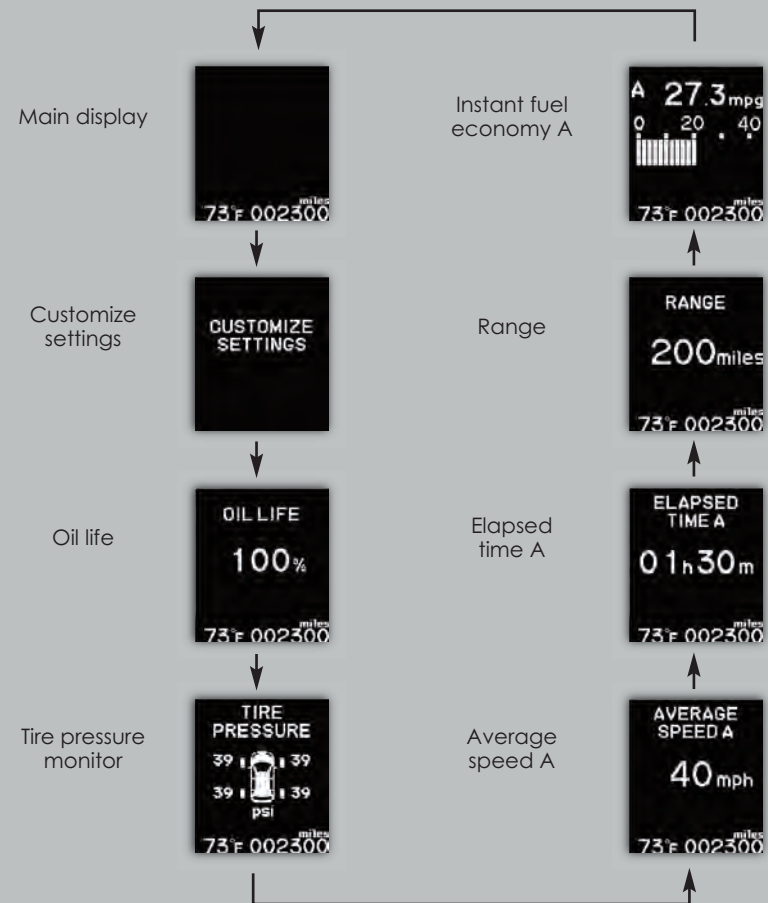 Main display
miles
73°F 002300
Customize
settings
CUSTOMIZE
SETTINGS
Oil life
OIL LIFE
100%
miles
73°F 002300
Tire pressure
monitor
TIRE
PRESSURE
39 39
39 39
psi
miles
73°F 002300
Instant fuel
economy A
A 27.3mpg
0 20 40
miles
73°F 002300
Range
RANGE
200miles
miles
73°F 002300
Elapsed
time A
ELAPSED
TIME A
01h30m
miles
73°F 002300
Average
speed A
AVERAGE
SPEED A
40mph
miles
73°F 002300